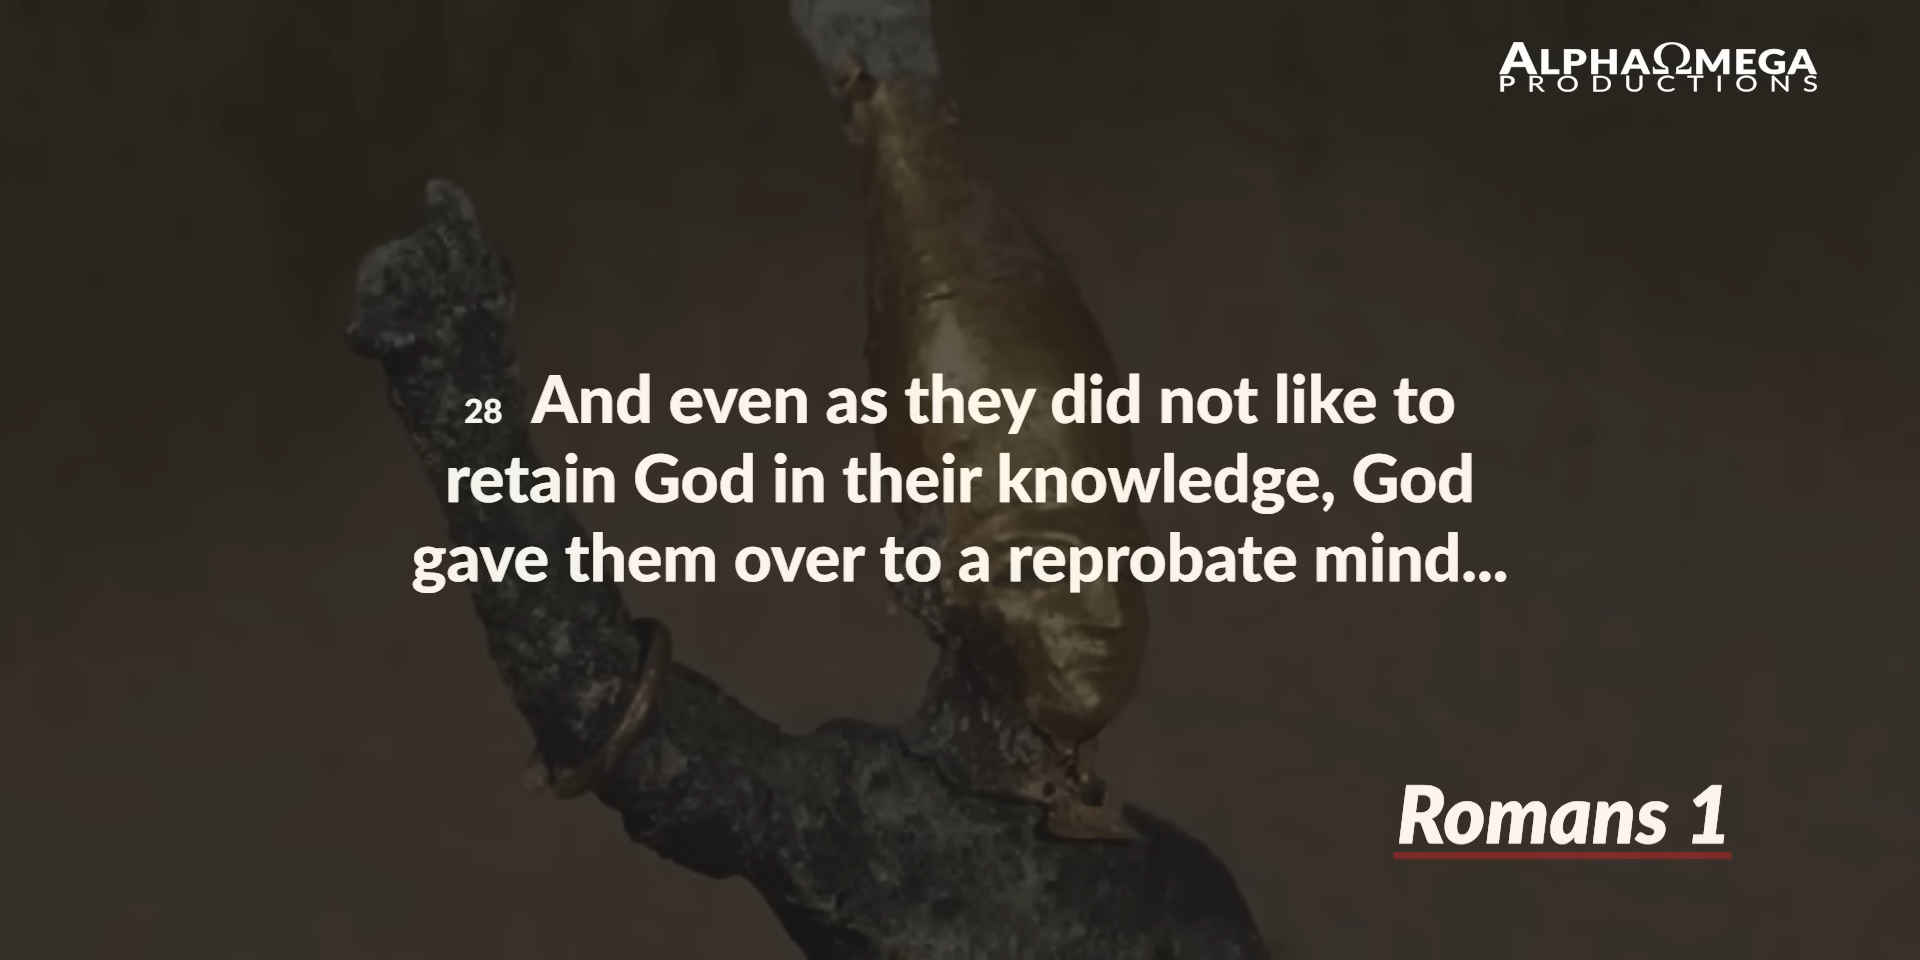 ALPHAΩMEGA
PRODUCTIONS
28 And even as they did not like to
retain God in their knowledge, God
gave them over to a reprobate mind...
Romans 1